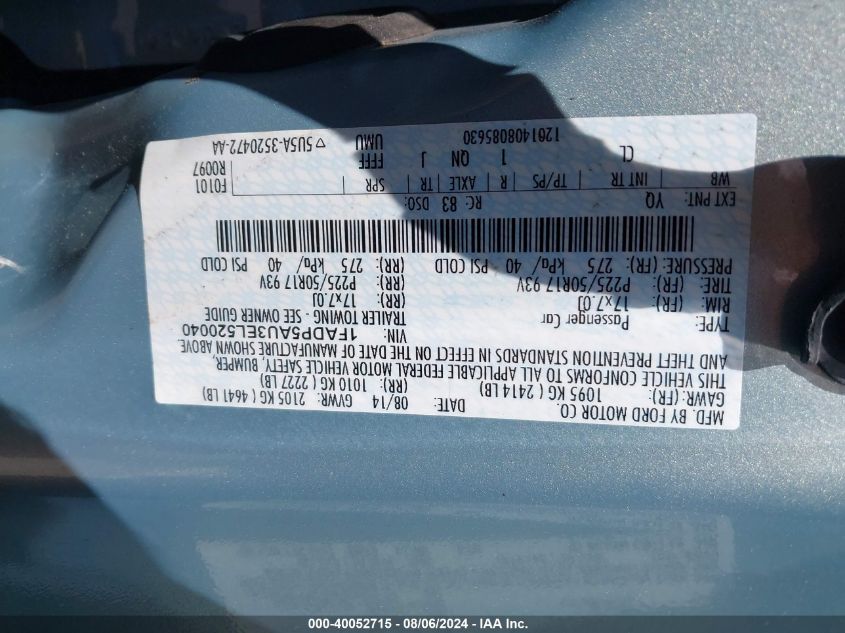 MFD. BY FORD MOTOR CO.
DATE: 08/14 GVWR: 2105 KG ( 4641 LB)
GAWR: (FR): 1095 KG ( 2414 LB) (RR): 1010 KG ( 2227 LB)
THIS VEHICLE CONFORMS TO ALL APPLICABLE FEDERAL MOTOR VEHICLE SAFETY, BUMPER,
AND THEFT PREVENTION STANDARDS IN EFFECT ON THE DATE OF MANUFACTURE SHOWN ABOVE.
VIN: 1FADP5AU3EL520040
TYPE: Passenger Car TRAILER TOWING - SEE OWNER GUIDE
RIM: (FR): 17x7.0J (RR): 17x7.0J
TIRE: (FR): P225/50R17 93V (RR): P225/50R17 93V
PRESSURE: (FR): 275 kPa/ 40 PSI COLD (RR): 275 kPa/ 40 PSI COLD
EXT PNT: YQ RC: 83 DSO: F0101
WB INT TR TP/PS R AXLE TR SPR R0097
CL 1 QN J FFFF
UMU ▽5U5A-3520472-AA
1201408085630
000-40052715 - 08/06/2024 - IAA Inc.